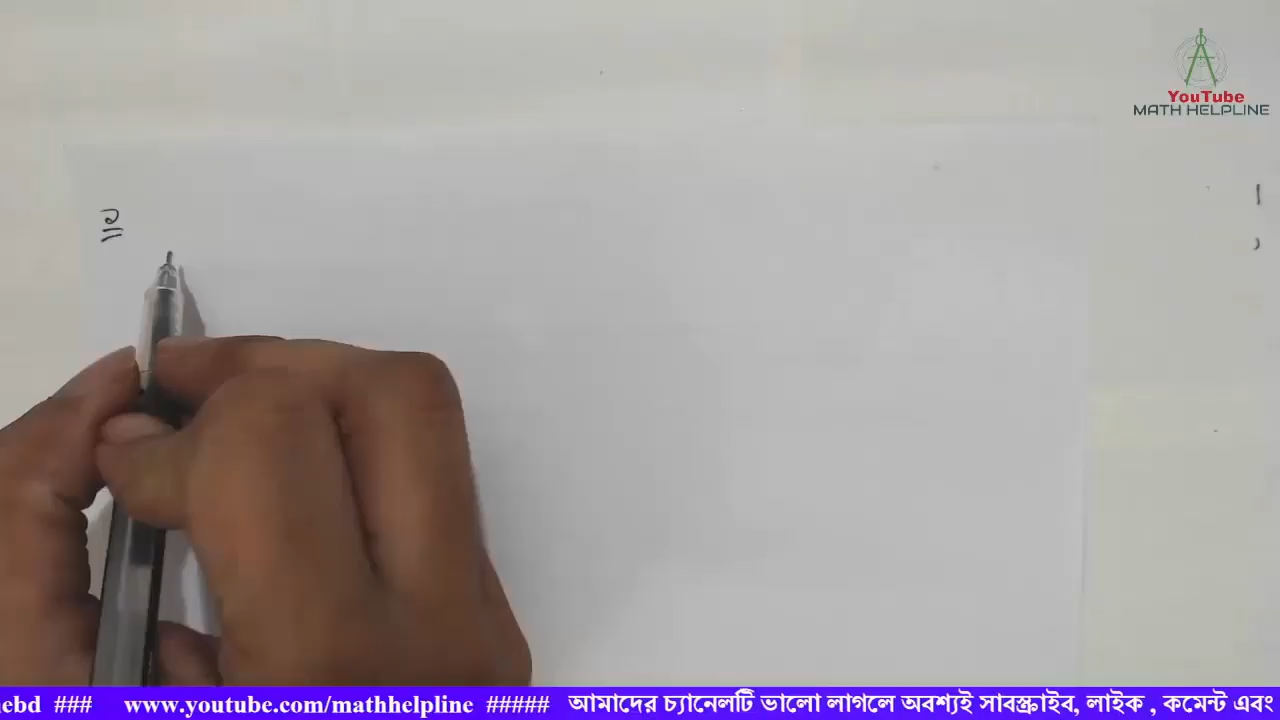 YouTube
MATH HELPLINE
ebd ### www.youtube.com/mathhelpline ##### আমাদের চ্যানেলটি ভালো লাগলে অবশ্যই সাবস্ক্রাইব, লাইক , কমেন্ট এবং